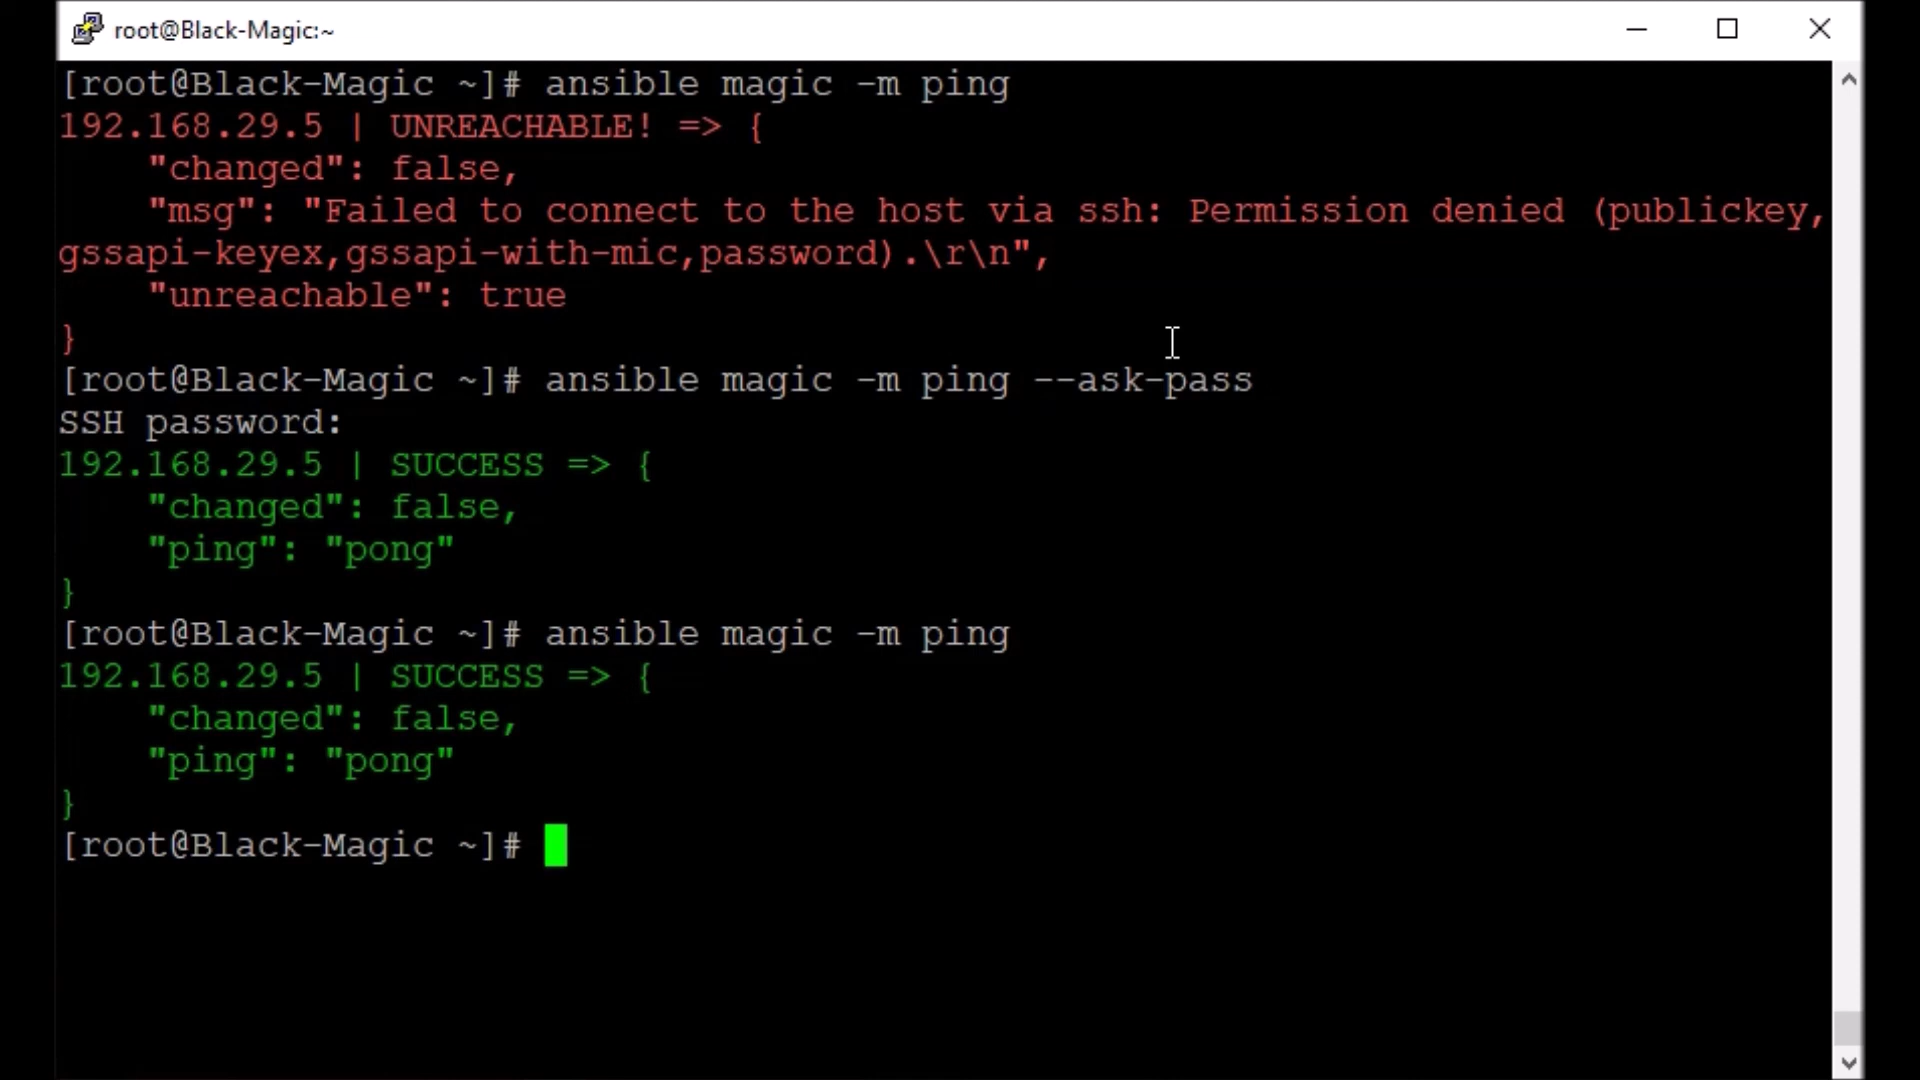 root@Black-Magic:~
[root@Black-Magic ~]# ansible magic -m ping
192.168.29.5 | UNREACHABLE! => {
    "changed": false,
    "msg": "Failed to connect to the host via ssh: Permission denied (publickey,
gssapi-keyex,gssapi-with-mic,password).\r\n",
    "unreachable": true
}
[root@Black-Magic ~]# ansible magic -m ping --ask-pass
SSH password:
192.168.29.5 | SUCCESS => {
    "changed": false,
    "ping": "pong"
}
[root@Black-Magic ~]# ansible magic -m ping
192.168.29.5 | SUCCESS => {
    "changed": false,
    "ping": "pong"
}
[root@Black-Magic ~]#